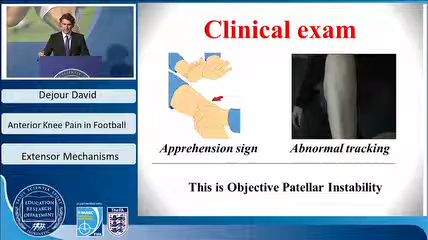 Clinical exam
Apprehension sign
Abnormal tracking
This is Objective Patellar Instability
Dejour David
Anterior Knee Pain in Football
Extensor Mechanisms
EDUCATION
RESEARCH
DEPARTMENT